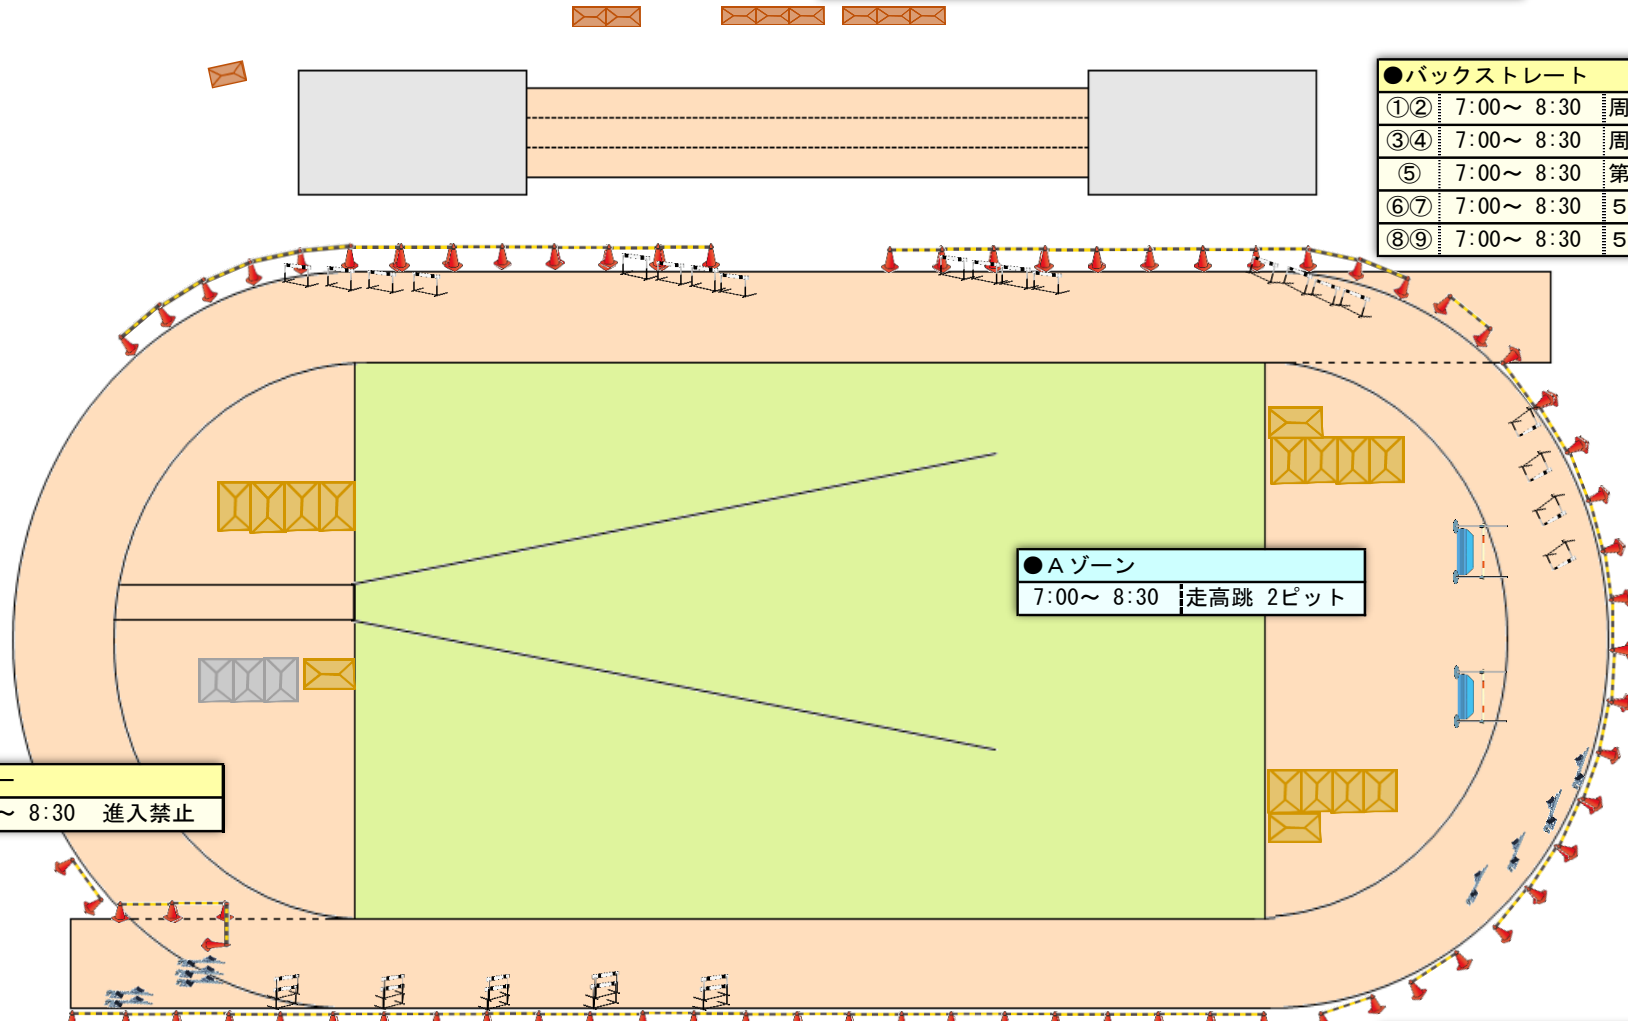 ●バックストレート
①② 7:00～ 8:30 周
③④ 7:00～ 8:30 周
⑤ 7:00～ 8:30 第
⑥⑦ 7:00～ 8:30 5
⑧⑨ 7:00～ 8:30 5
●Aゾーン
7:00～ 8:30 走高跳 2ピット
ー
～ 8:30 進入禁止